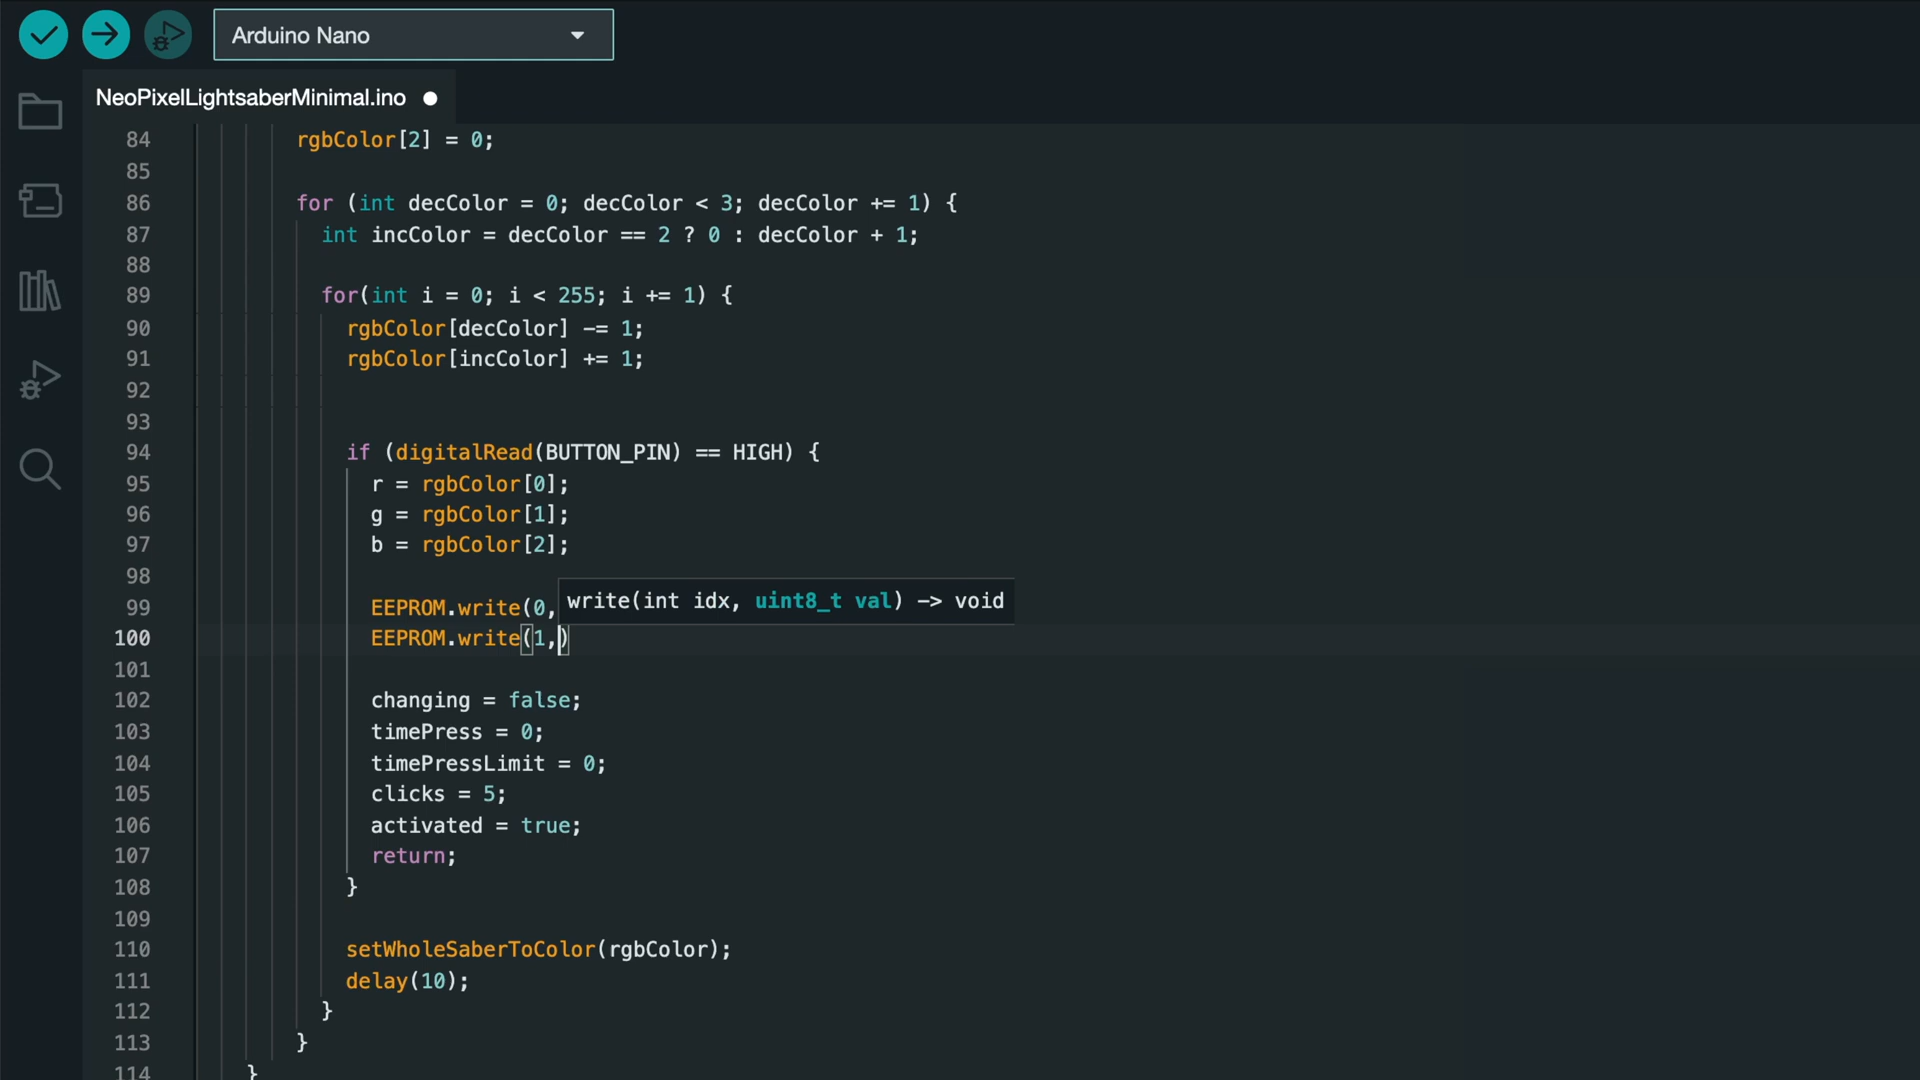 Arduino Nano
NeoPixelLightsaberMinimal.ino
84 rgbColor[2] = 0;
85
86 for (int decColor = 0; decColor < 3; decColor += 1) {
87 int incColor = decColor == 2 ? 0 : decColor + 1;
88
89 for(int i = 0; i < 255; i += 1) {
90 rgbColor[decColor] -= 1;
91 rgbColor[incColor] += 1;
92
93
94 if (digitalRead(BUTTON_PIN) == HIGH) {
95 r = rgbColor[0];
96 g = rgbColor[1];
97 b = rgbColor[2];
98
write(int idx, uint8_t val) -> void
99 EEPROM.write(0,
100 EEPROM.write(1,)
101
102 changing = false;
103 timePress = 0;
104 timePressLimit = 0;
105 clicks = 5;
106 activated = true;
107 return;
108 }
109
110 setWholeSaberToColor(rgbColor);
111 delay(10);
112 }
113 }
114 }